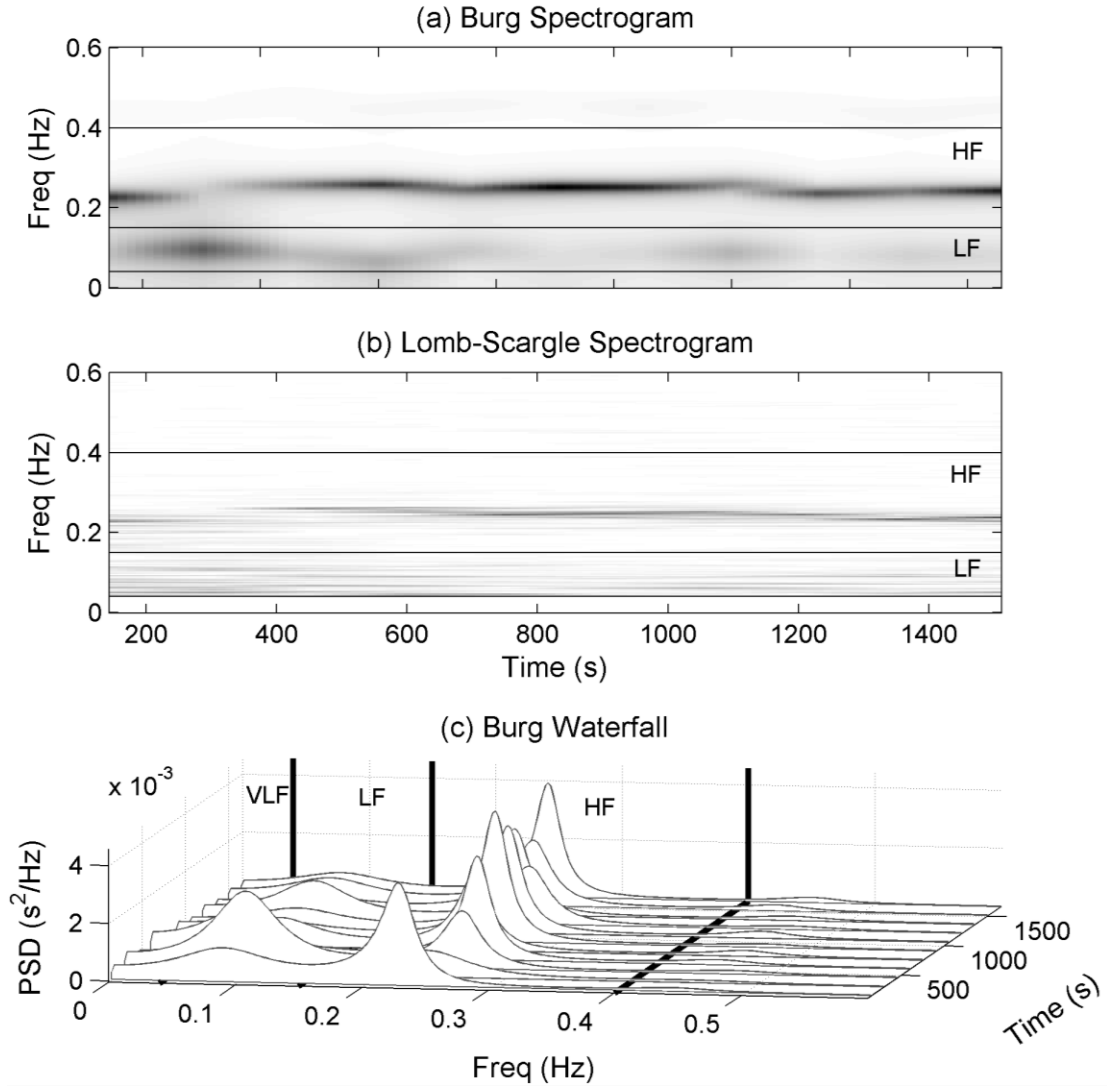 (a) Burg Spectrogram
0.6
0.4
0.2
0
Freq (Hz)
HF
LF
(b) Lomb-Scargle Spectrogram
0.6
0.4
0.2
0
Freq (Hz)
HF
LF
200 400 600 800 1000 1200 1400
Time (s)
(c) Burg Waterfall
x 10⁻³
VLF LF HF
4
2
0
PSD (s²/Hz)
0 0.1 0.2 0.3 0.4 0.5
Freq (Hz)
500 1000 1500
Time (s)